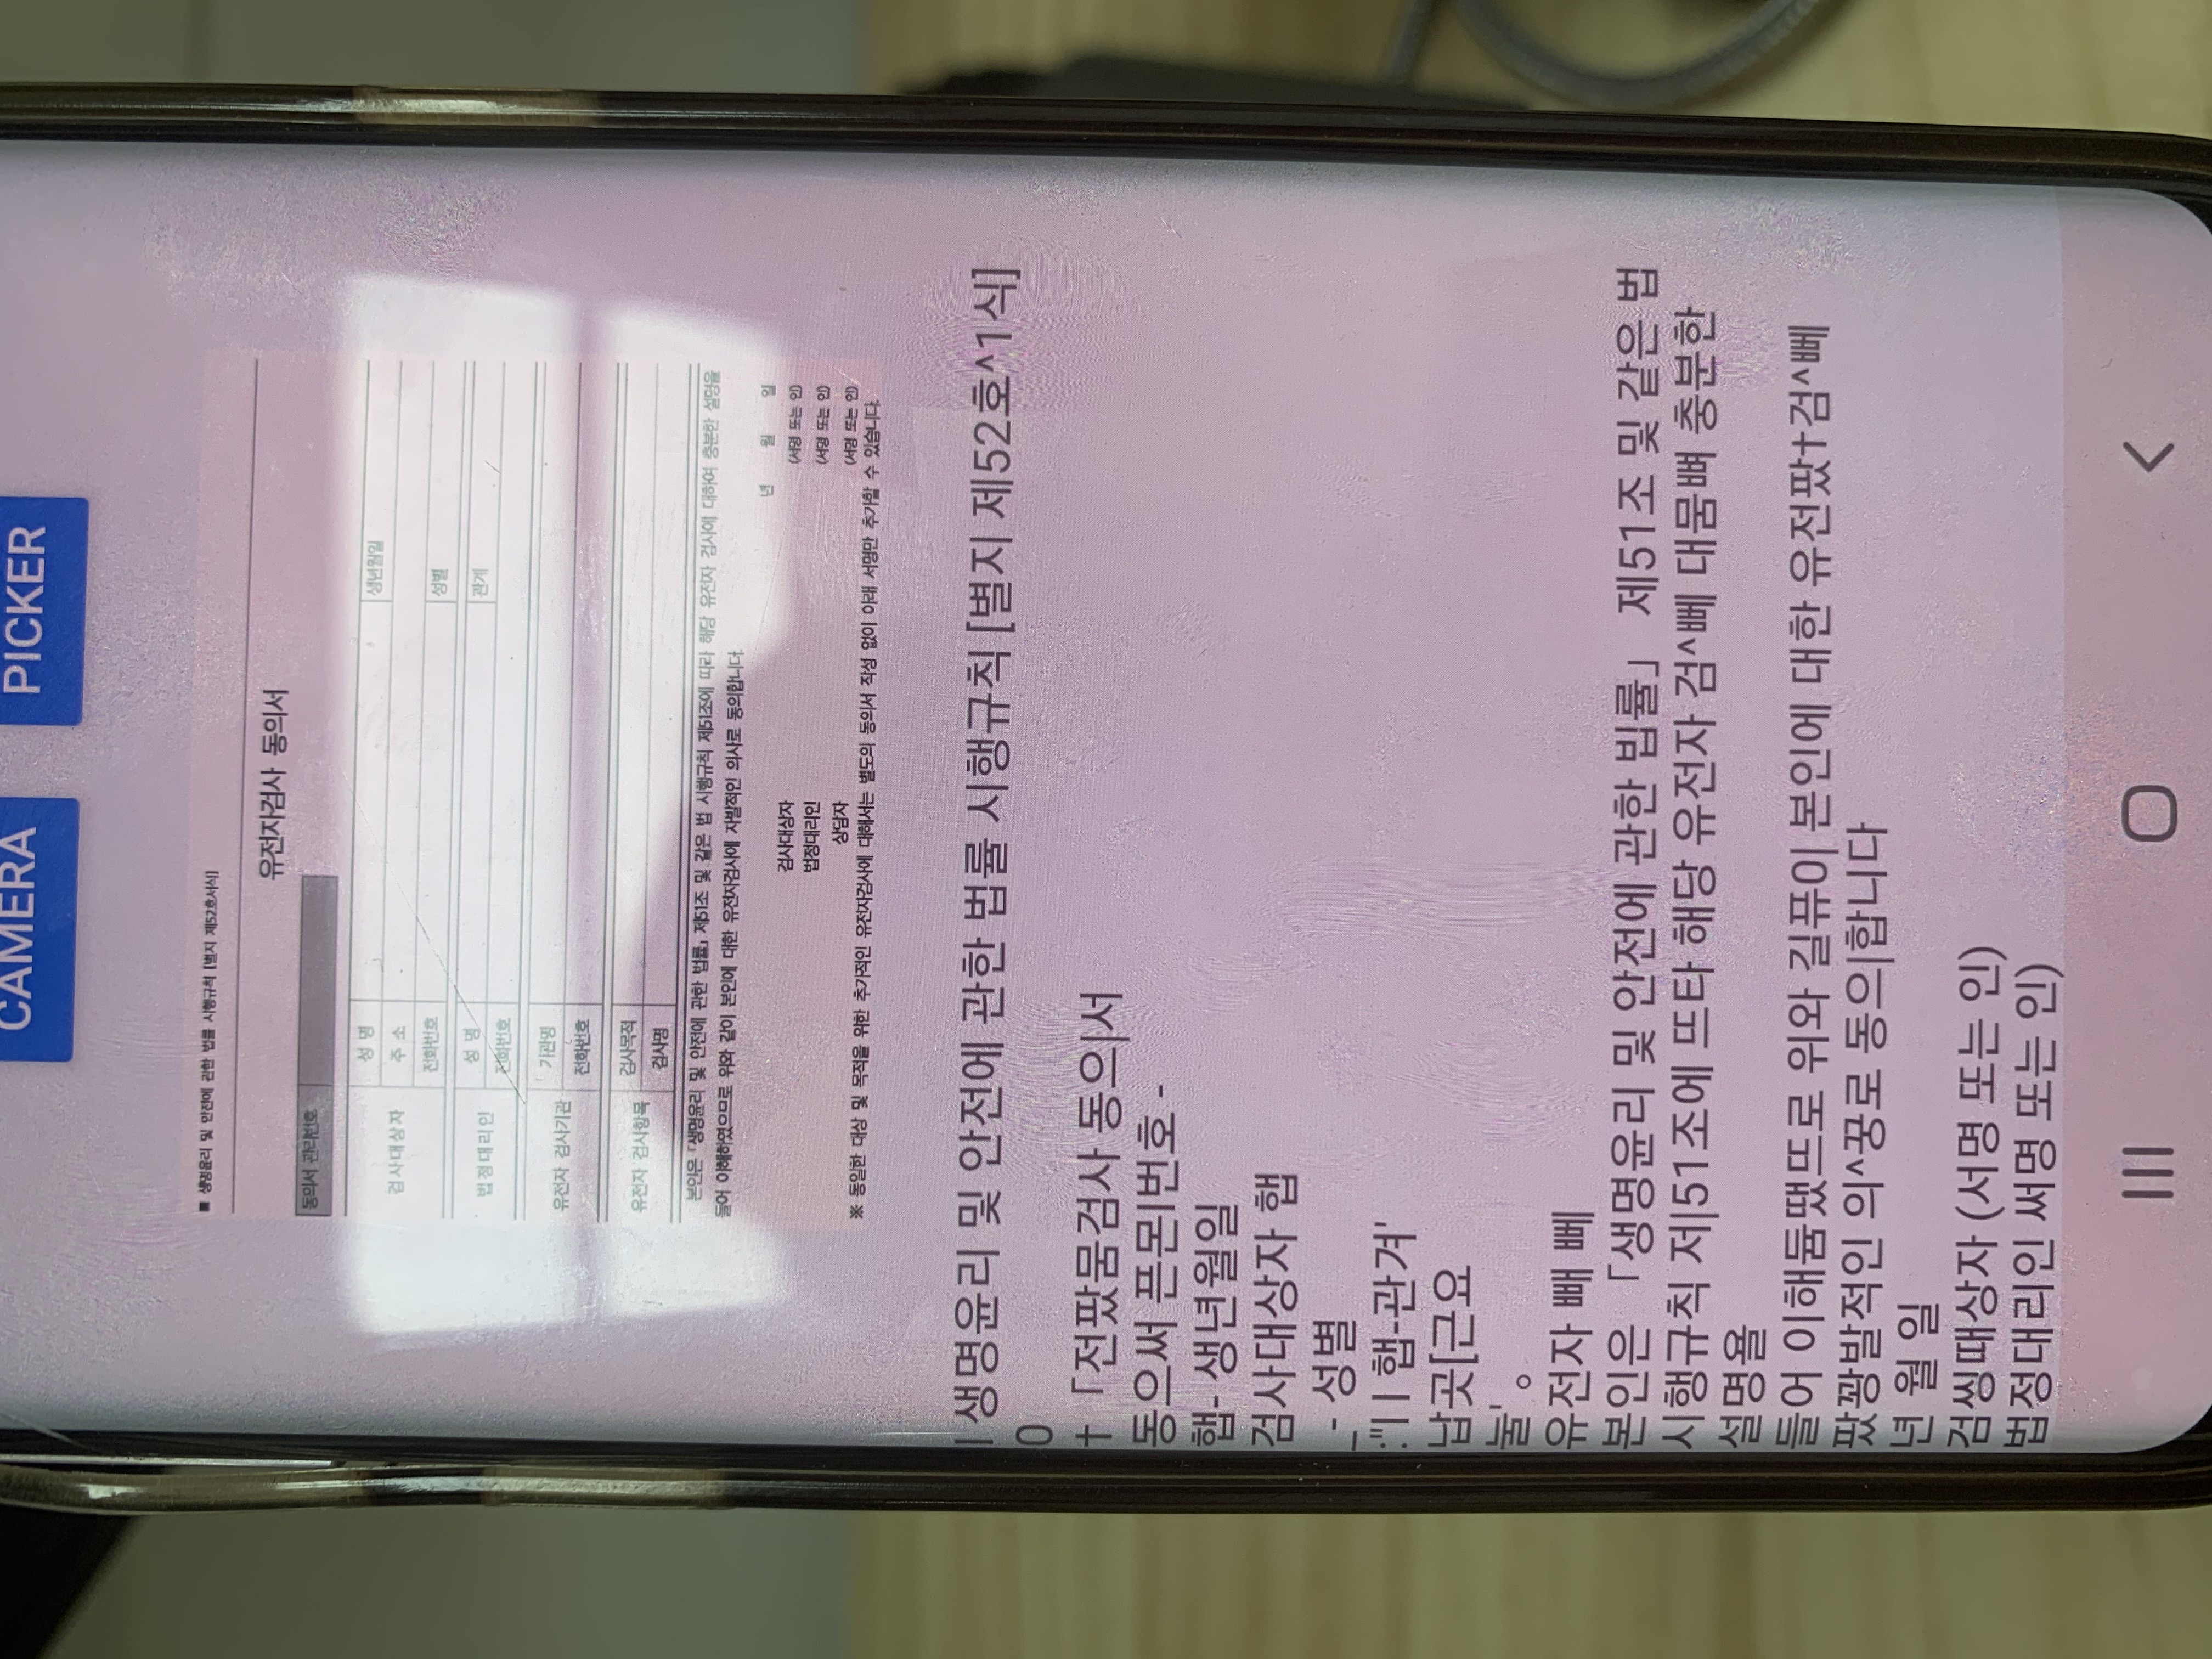 CAMERA PICKER
■ 생명윤리 및 안전에 관한 법률 시행규칙 [별지 제52호서식]
유전자검사 동의서
동의서 관리번호
검사대상자
성 명 생년월일
주 소
전화번호 성별
법정대리인
성 명 관계
전화번호
유전자 검사기관
기관명
전화번호
유전자 검사항목
검사목적
검사명
본인은 「생명윤리 및 안전에 관한 법률」 제51조 및 같은 법 시행규칙 제51조에 따라 해당 유전자 검사에 대하여 충분한 설명을
들어 이해하였으므로 위와 같이 본인에 대한 유전자검사에 자발적인 의사로 동의합니다.
년 월 일
검사대상자 (서명 또는 인)
법정대리인 (서명 또는 인)
상담자 (서명 또는 인)
※ 동일한 대상 및 목적을 위한 추가적인 유전자검사에 대해서는 별도의 동의서 작성 없이 아래 서명만 추가할 수 있습니다.
| 생명윤리 및 안전에 관한 법률 시행규칙 [별지 제52호^1식]
0
†「전팠뭄검사 동으|서
동으써 픈몬|번호 -
햅- 생년월일
검사대상자 햅
_- 성별
:"| | 햅-관겨'
납곳[근요
눌' 。
유전자 빼 뻬
본인은 「생명윤리 및 안전에 관한 빕률」 제51조 및 같은 법
시행규칙 저|51조에 뜨타 해당 유전자 검^뻬 대뭄뼈 충분한
설명욜
들어 이해듐땠뜨로 위와 길퓨이 본인에 대한 유전팠†검^뻬
팠꽝발적인 의^꿍로 동으|합니다
년 월 일
검씽때상자 (서명 또는 인)
법정대리인 써명 또는 인)